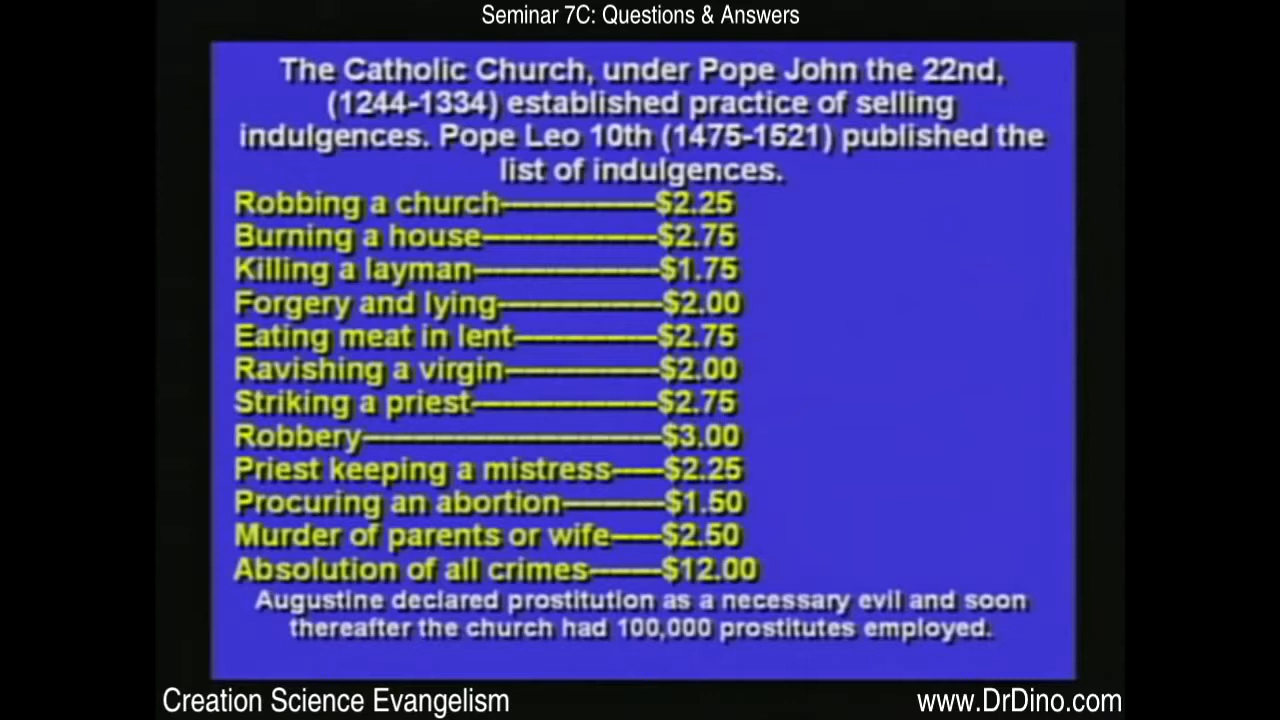 Seminar 7C: Questions & Answers
The Catholic Church, under Pope John the 22nd,
(1244-1334) established practice of selling
indulgences. Pope Leo 10th (1475-1521) published the
list of indulgences.
Robbing a church----------------$2.25
Burning a house------------------$2.75
Killing a layman-------------------$1.75
Forgery and lying----------------$2.00
Eating meat in lent--------------$2.75
Ravishing a virgin---------------$2.00
Striking a priest-------------------$2.75
Robbery------------------------------$3.00
Priest keeping a mistress-----$2.25
Procuring an abortion----------$1.50
Murder of parents or wife-----$2.50
Absolution of all crimes-------$12.00
Augustine declared prostitution as a necessary evil and soon
thereafter the church had 100,000 prostitutes employed.
Creation Science Evangelism www.DrDino.com